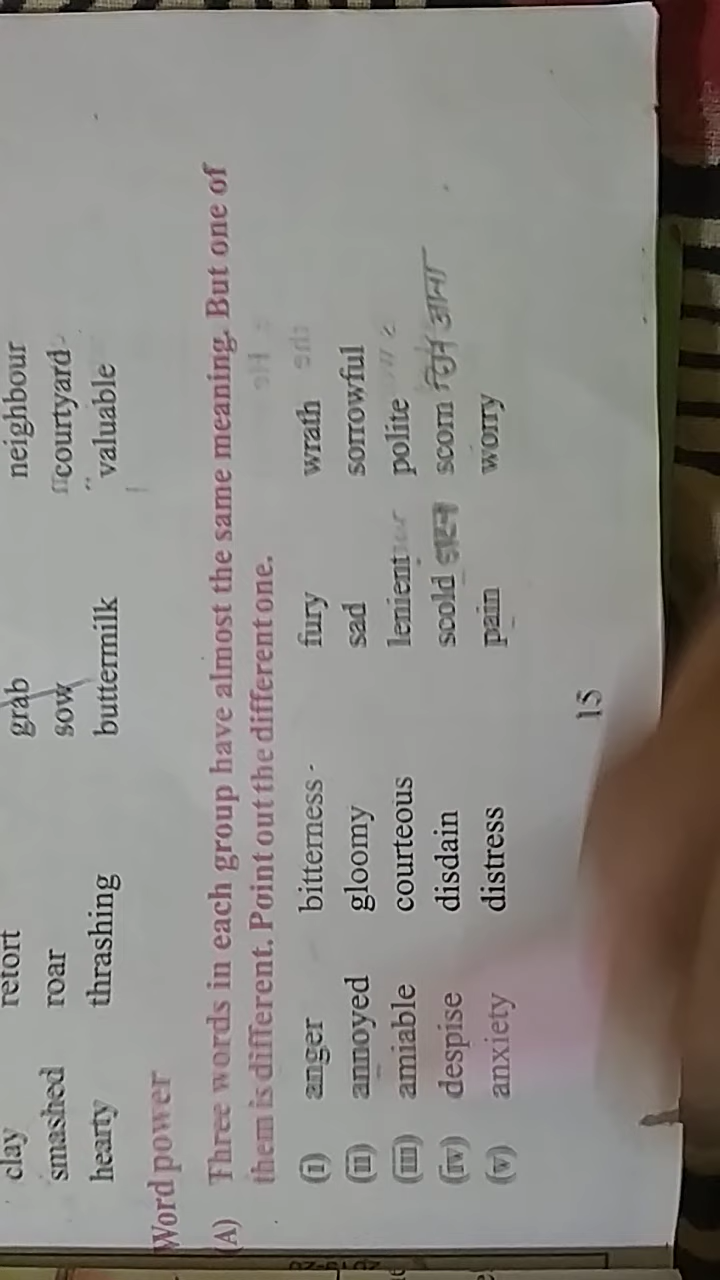 clay retort grab neighbour
smashed roar sow courtyard
hearty thrashing buttermilk valuable
Word power
(A) Three words in each group have almost the same meaning. But one of
them is different. Point out the different one.
(i) anger bitterness fury wrath
(ii) annoyed gloomy sad sorrowful
(iii) amiable courteous lenient polite
(iv) despise disdain scold scorn
(v) anxiety distress pain worry
15